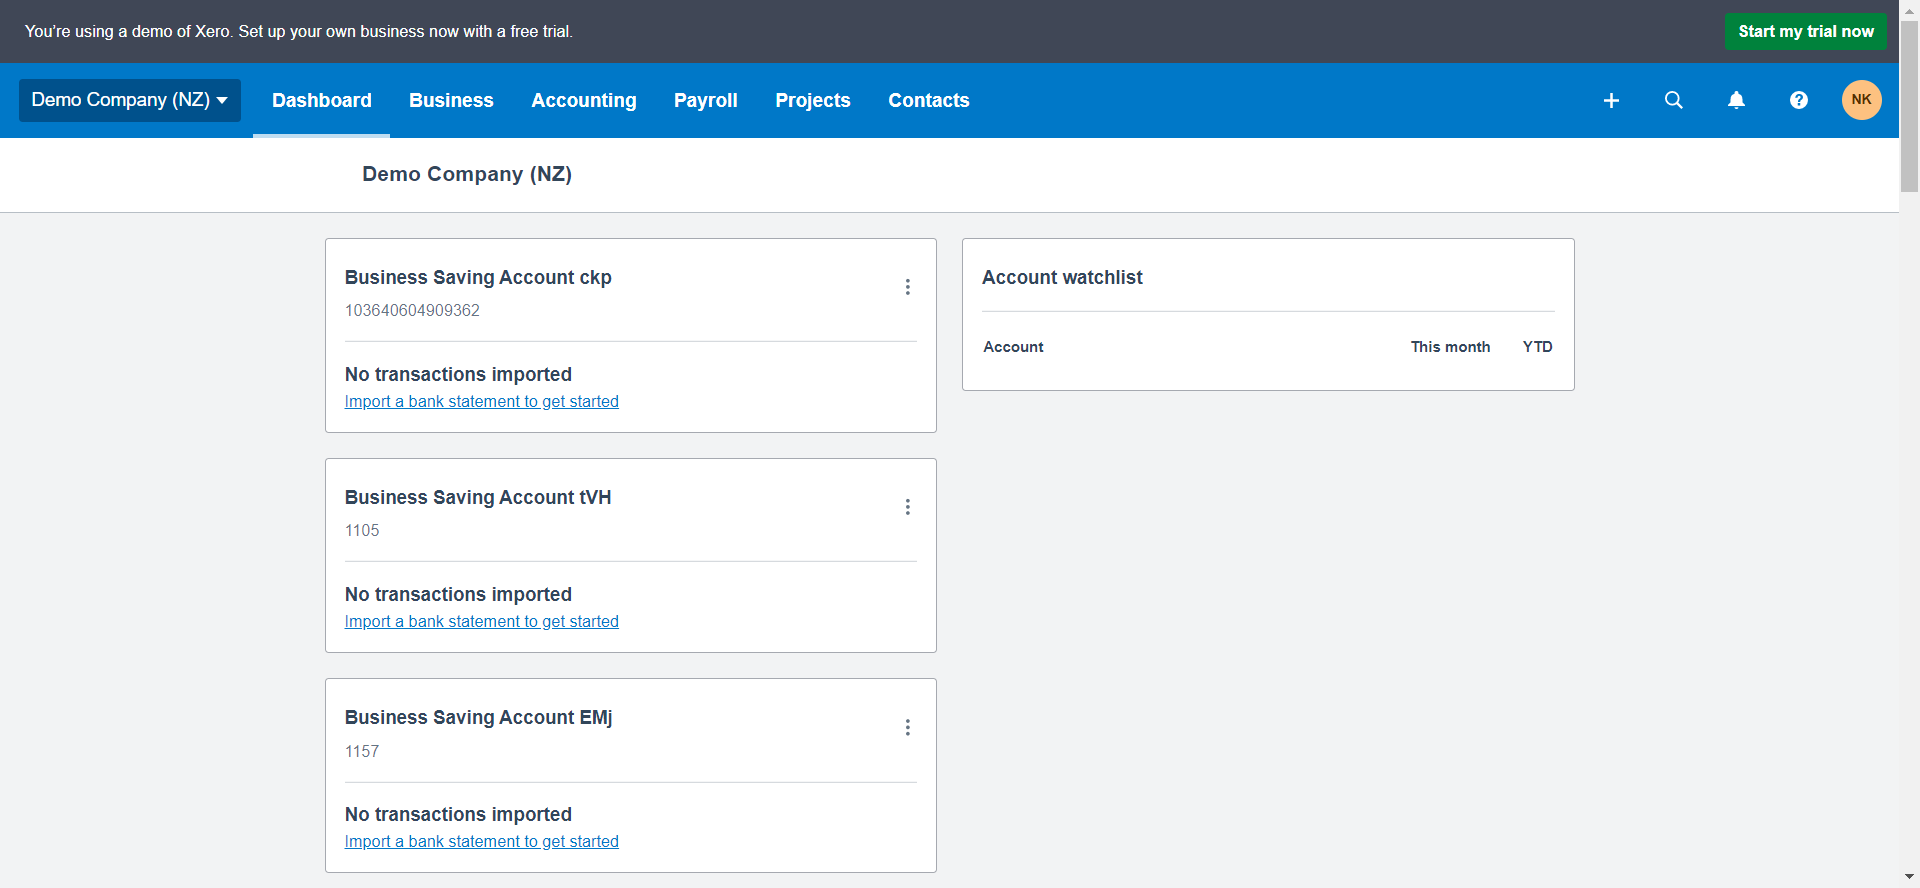 You're using a demo of Xero. Set up your own business now with a free trial.
Start my trial now
Demo Company (NZ)
Dashboard
Business
Accounting
Payroll
Projects
Contacts
NK
Demo Company (NZ)
Business Saving Account ckp
103640604909362
No transactions imported
Import a bank statement to get started
Account watchlist
Account This month YTD
Business Saving Account tVH
1105
No transactions imported
Import a bank statement to get started
Business Saving Account EMj
1157
No transactions imported
Import a bank statement to get started